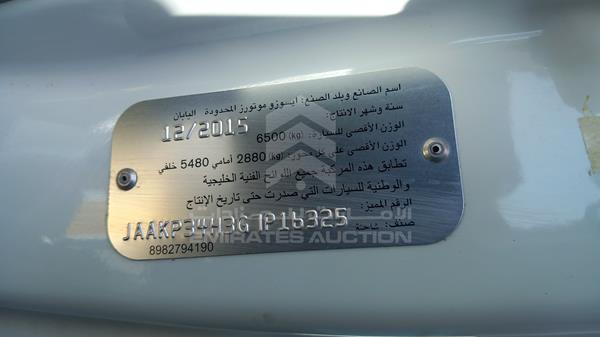 اسم الصانع وبلد الصنع: ايسوزو موتورز المحدودة اليابان
سنة وشهر الانتاج:
12/2015
الوزن الأقصى للسيارة: (kg) 6500
الوزن الأقصى على كل محور: (kg) 2880 أمامي 5480 خلفي
تطابق هذه المركبة جميع اللوائح الفنية الخليجية
والوطنية للسيارات التي صدرت حتى تاريخ الإنتاج
الرقم المميز:
صنف: شاحنة
8982794190
EMIRATES AUCTION